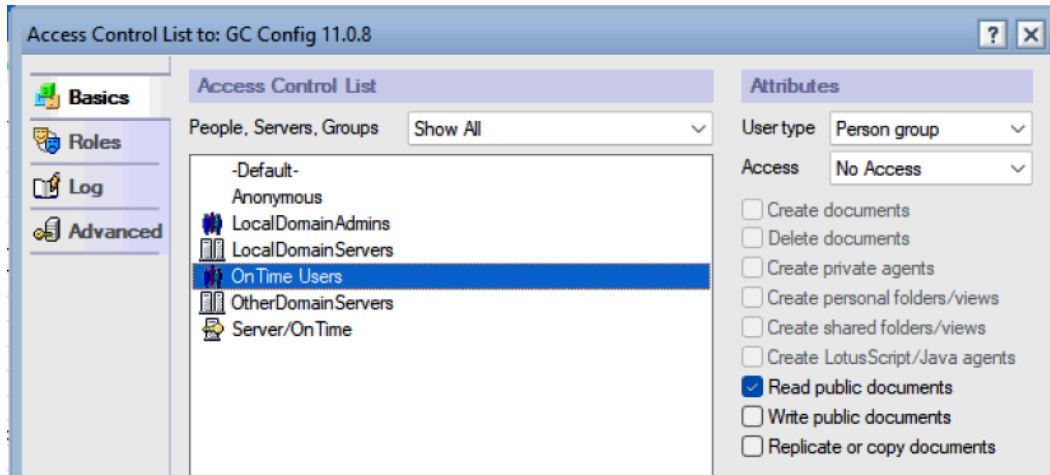 Access Control List to: GC Config 11.0.8
?
Basics
Roles
Log
Advanced
Access Control List
People, Servers, Groups
Show All
-Default-
Anonymous
LocalDomainAdmins
LocalDomainServers
OnTime Users
OtherDomainServers
Server/OnTime
Attributes
User type
Person group
Access
No Access
Create documents
Delete documents
Create private agents
Create personal folders/views
Create shared folders/views
Create LotusScript/Java agents
Read public documents
Write public documents
Replicate or copy documents